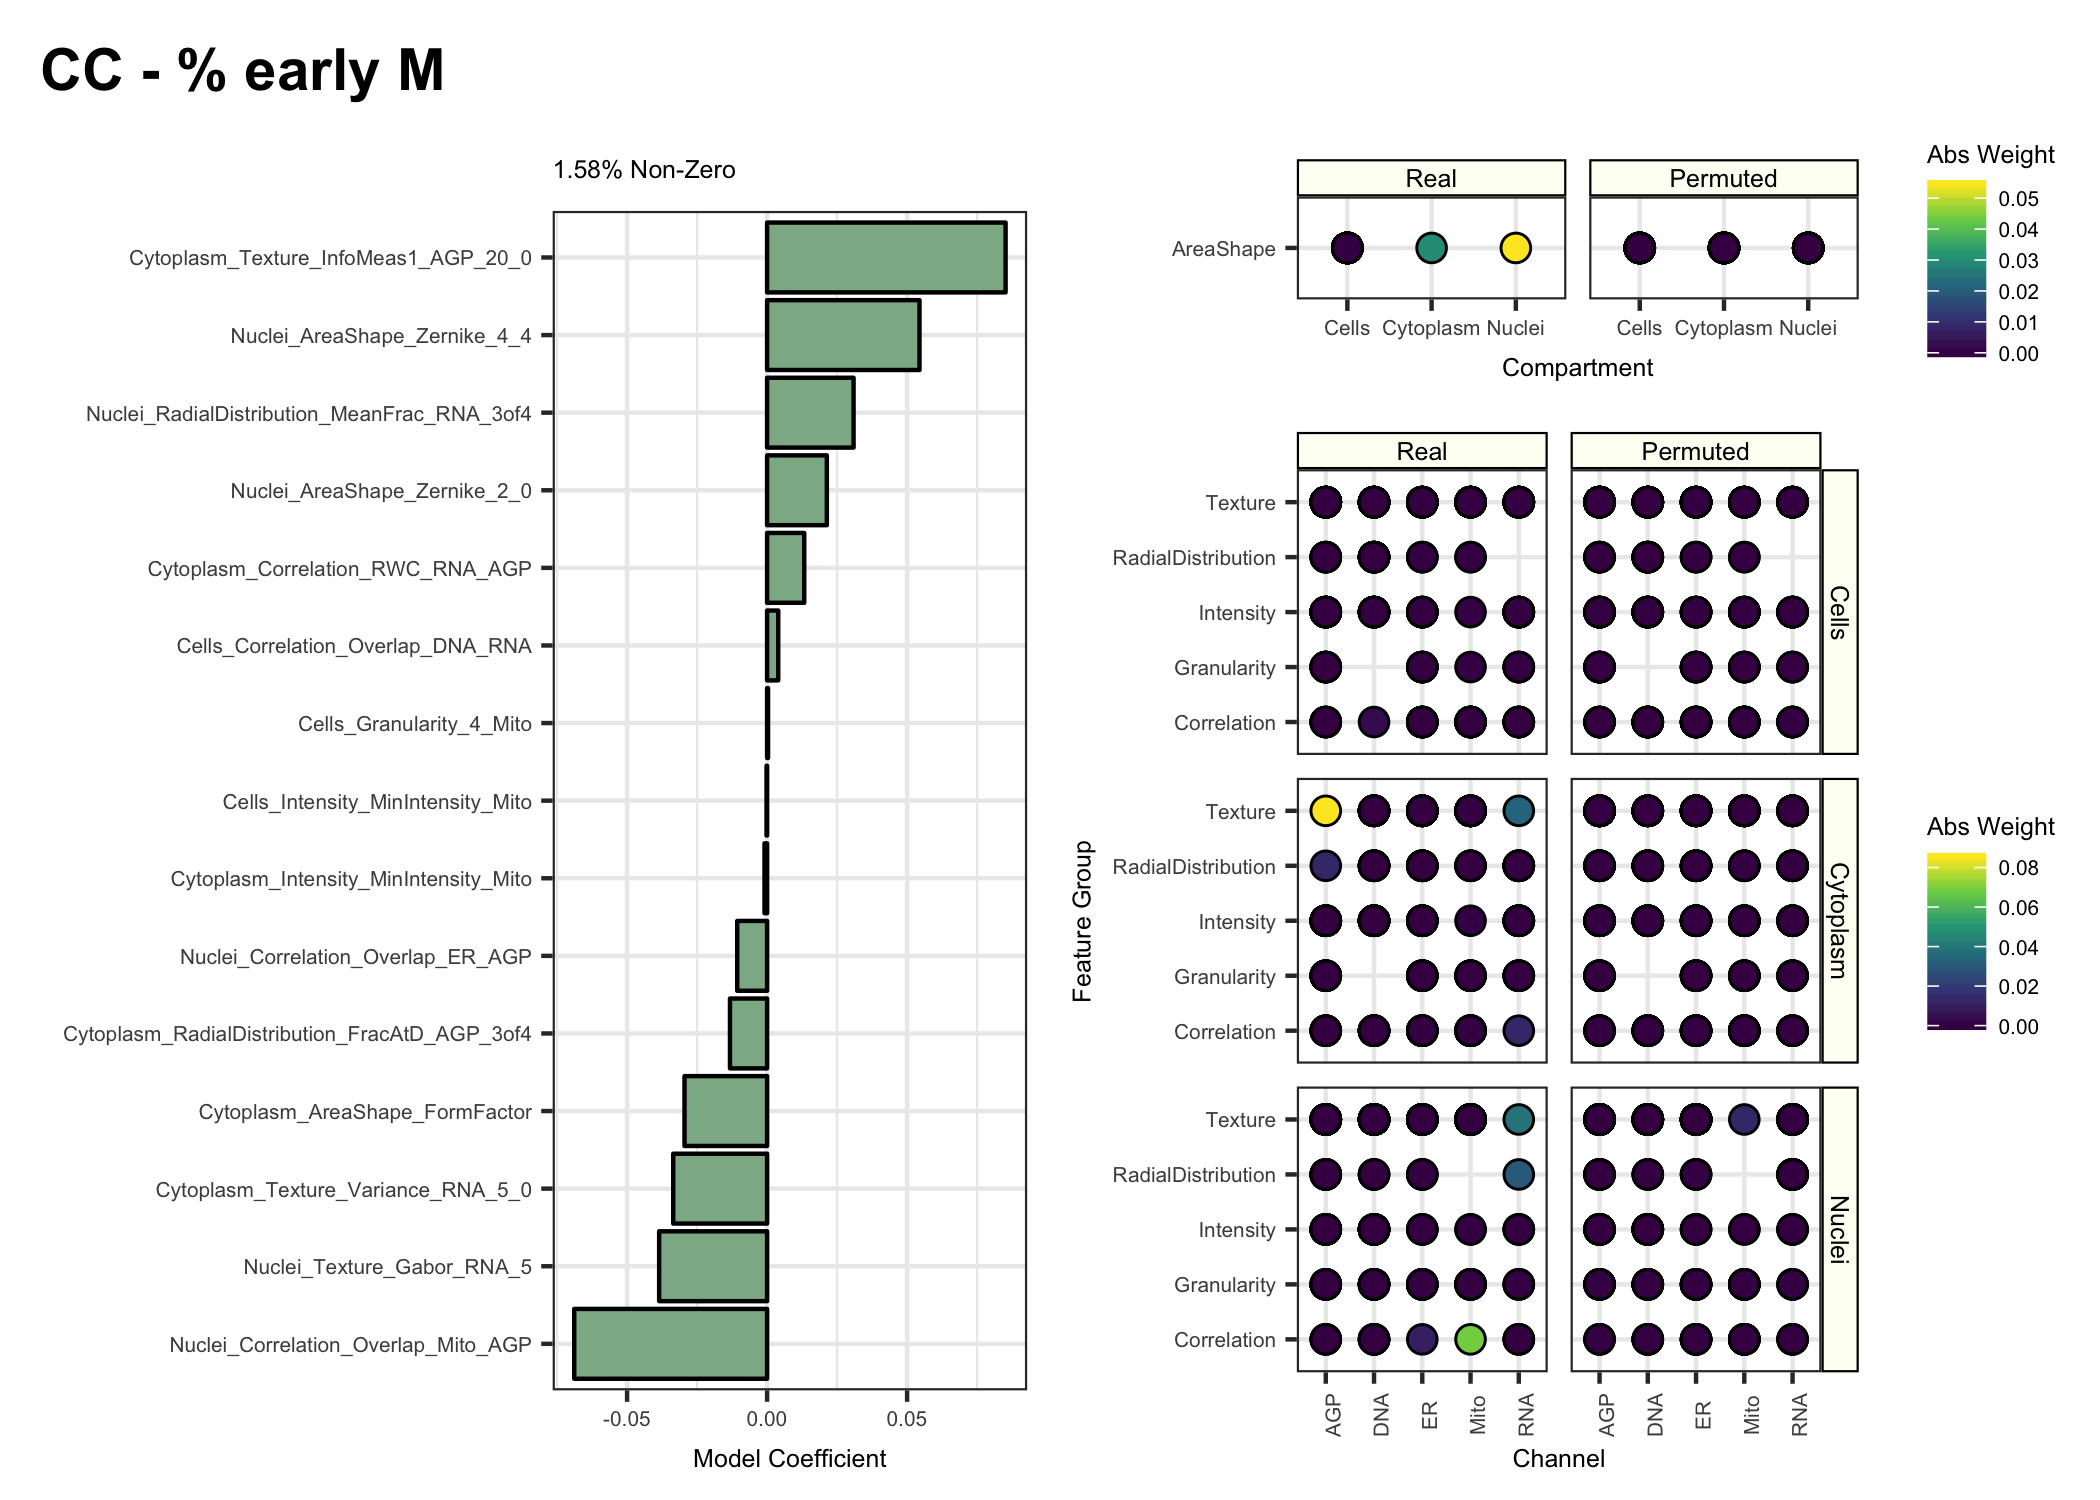 CC - % early M
1.58% Non-Zero
Cytoplasm_Texture_InfoMeas1_AGP_20_0
Nuclei_AreaShape_Zernike_4_4
Nuclei_RadialDistribution_MeanFrac_RNA_3of4
Nuclei_AreaShape_Zernike_2_0
Cytoplasm_Correlation_RWC_RNA_AGP
Cells_Correlation_Overlap_DNA_RNA
Cells_Granularity_4_Mito
Cells_Intensity_MinIntensity_Mito
Cytoplasm_Intensity_MinIntensity_Mito
Nuclei_Correlation_Overlap_ER_AGP
Cytoplasm_RadialDistribution_FracAtD_AGP_3of4
Cytoplasm_AreaShape_FormFactor
Cytoplasm_Texture_Variance_RNA_5_0
Nuclei_Texture_Gabor_RNA_5
Nuclei_Correlation_Overlap_Mito_AGP
-0.05 0.00 0.05
Model Coefficient
Real Permuted
AreaShape
Cells Cytoplasm Nuclei Cells Cytoplasm Nuclei
Compartment
Abs Weight
0.05
0.04
0.03
0.02
0.01
0.00
Real Permuted
Feature Group
Texture
RadialDistribution
Intensity
Granularity
Correlation
Cells
Texture
RadialDistribution
Intensity
Granularity
Correlation
Cytoplasm
Texture
RadialDistribution
Intensity
Granularity
Correlation
Nuclei
AGP DNA ER Mito RNA AGP DNA ER Mito RNA
Channel
Abs Weight
0.08
0.06
0.04
0.02
0.00